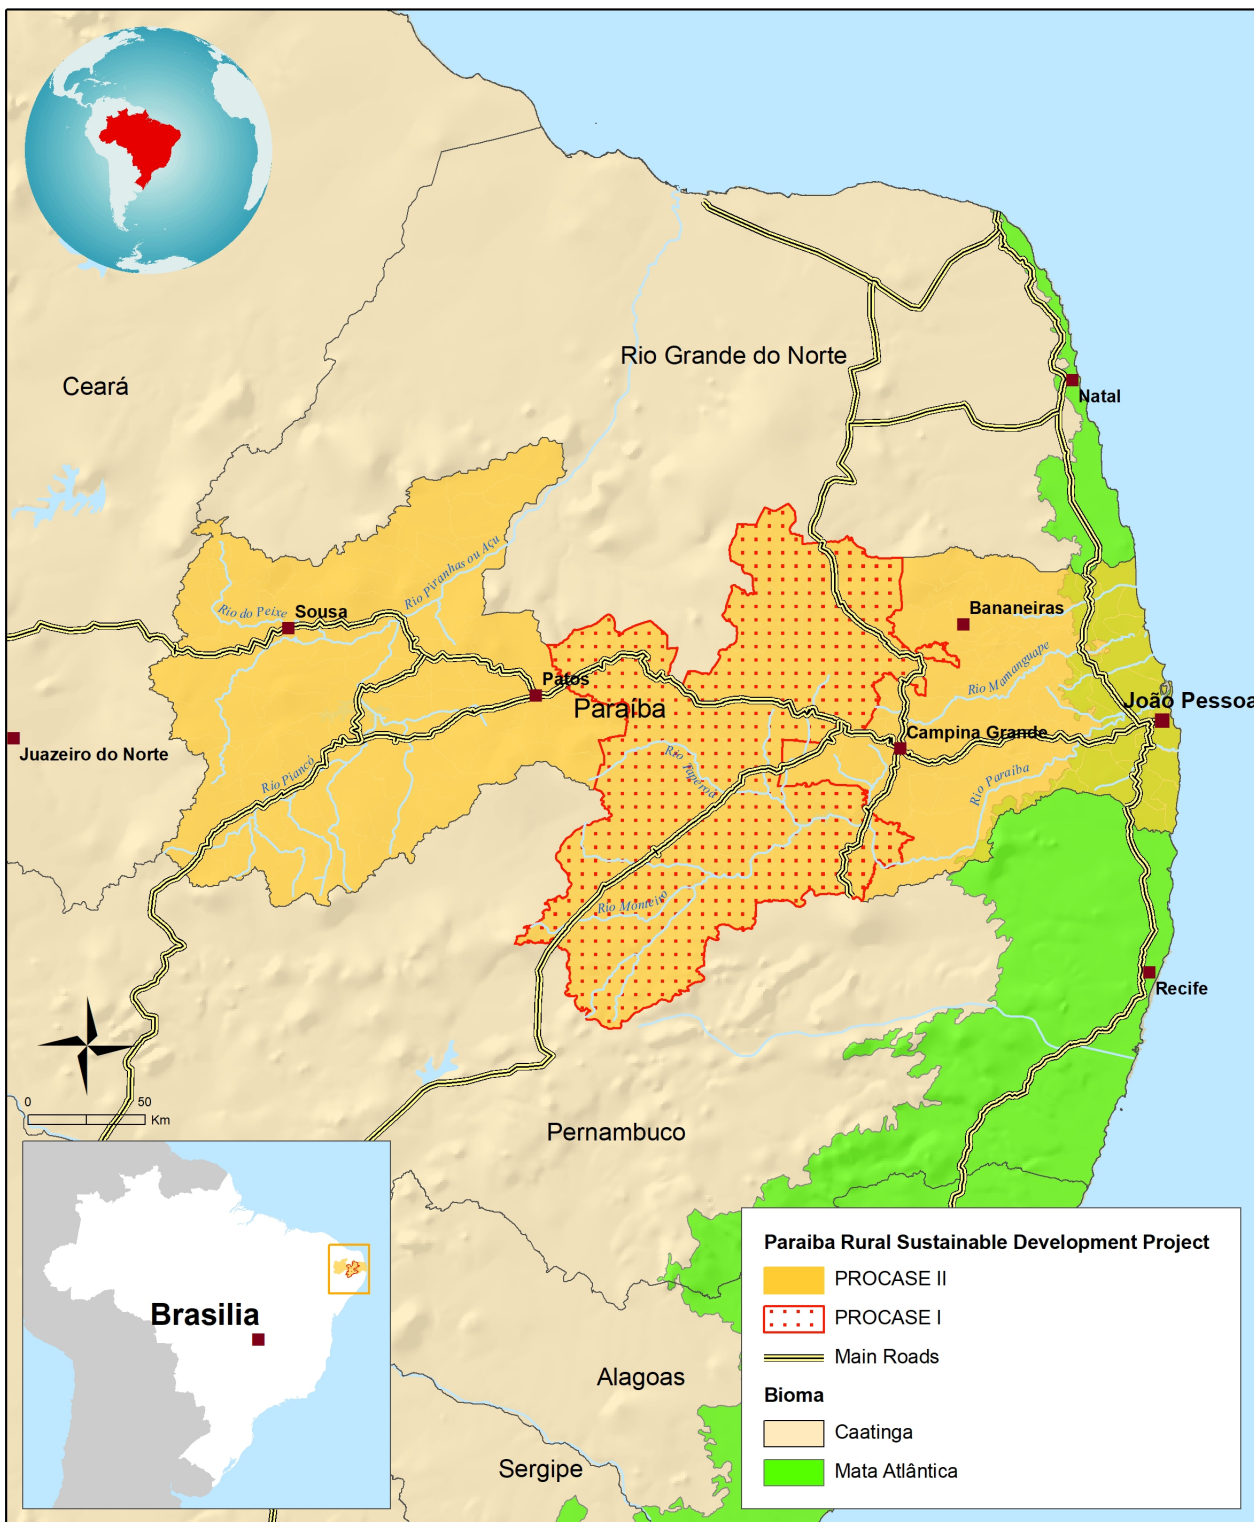 Rio Grande do Norte
Ceará
Natal
Rio Piranhas ou Açu
Rio do Peixe
Sousa
Bananeiras
Rio Mamanguape
Patos
Paraíba
João Pessoa
Campina Grande
Juazeiro do Norte
Rio Taperoá
Rio Piancó
Rio Paraíba
Rio Monteiro
Recife
0 50
Km
Pernambuco
Brasilia
Alagoas
Sergipe
Paraiba Rural Sustainable Development Project
PROCASE II
PROCASE I
Main Roads
Bioma
Caatinga
Mata Atlântica